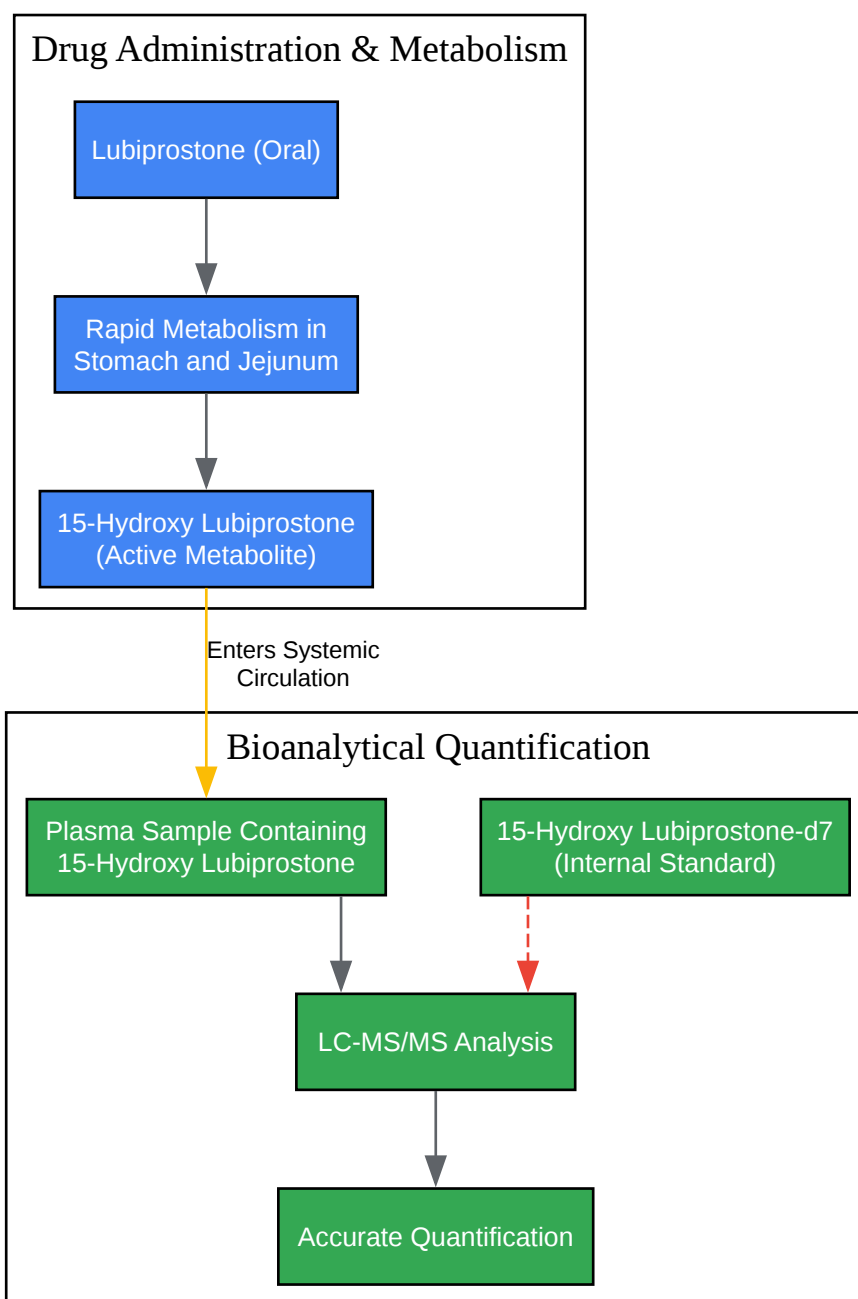 Drug Administration & Metabolism
Lubiprostone (Oral)
Rapid Metabolism in
Stomach and Jejunum
15-Hydroxy Lubiprostone
(Active Metabolite)
Enters Systemic
Circulation
Bioanalytical Quantification
Plasma Sample Containing
15-Hydroxy Lubiprostone
15-Hydroxy Lubiprostone-d7
(Internal Standard)
LC-MS/MS Analysis
Accurate Quantification